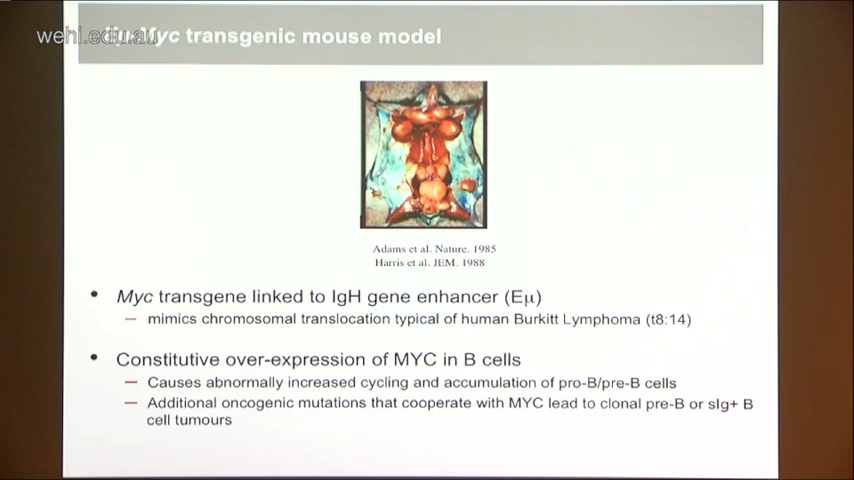 wehi.edu.au
Eμ-Myc transgenic mouse model
Adams et al. Nature. 1985
Harris et al. JEM. 1988
• Myc transgene linked to IgH gene enhancer (Eμ)
– mimics chromosomal translocation typical of human Burkitt Lymphoma (t8:14)
• Constitutive over-expression of MYC in B cells
– Causes abnormally increased cycling and accumulation of pro-B/pre-B cells
– Additional oncogenic mutations that cooperate with MYC lead to clonal pre-B or sIg+ B
cell tumours